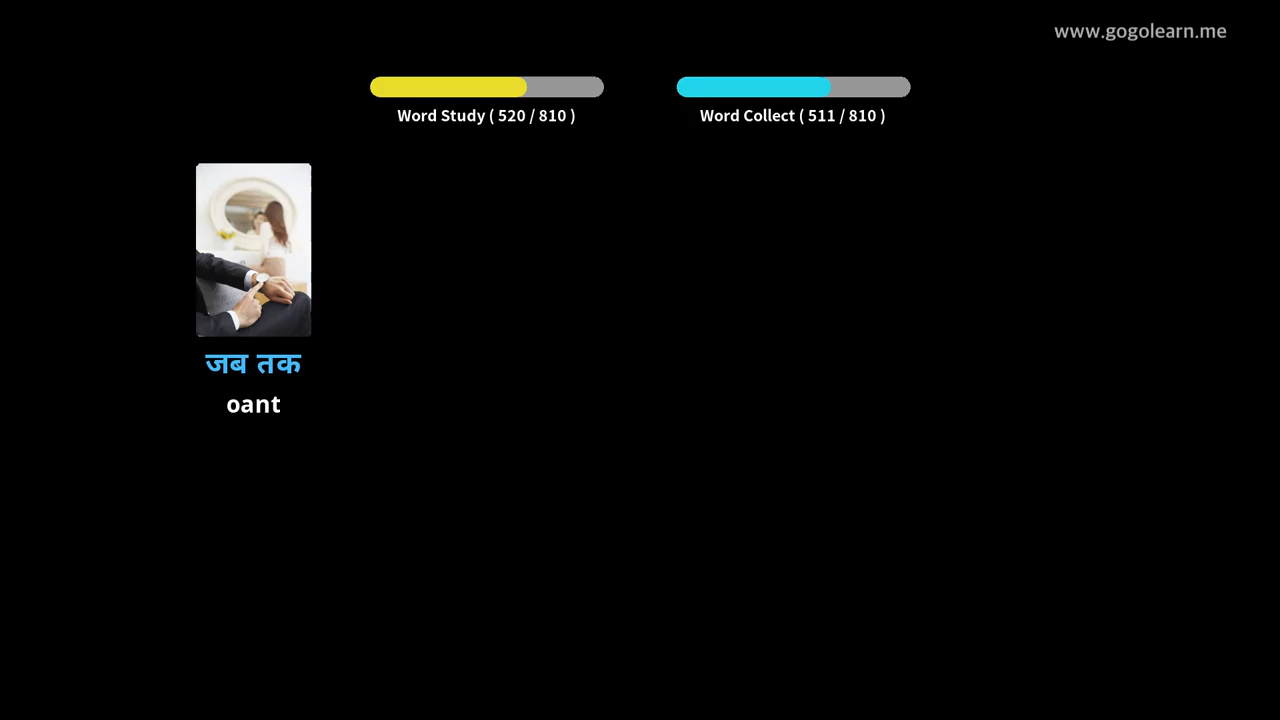 www.gogolearn.me
Word Study ( 520 / 810 )
Word Collect ( 511 / 810 )
जब तक
oant